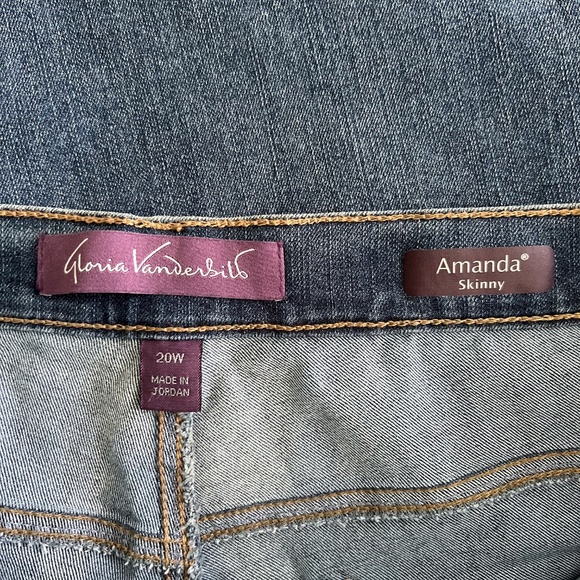 Gloria Vanderbilt
Amanda®
Skinny
20W
MADE IN
JORDAN